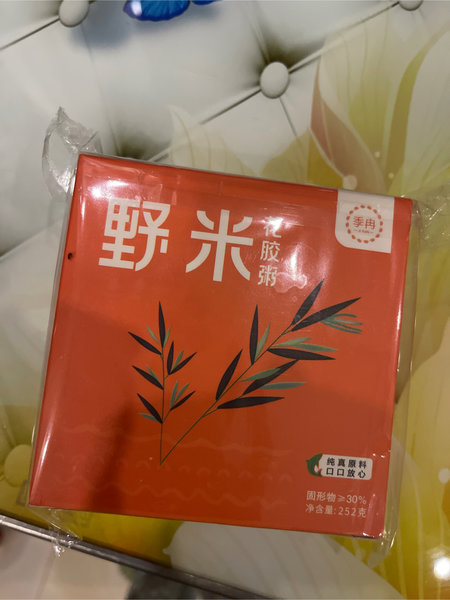 季冉
野米
花胶粥
纯真原料
口口放心
固形物≥30%
净含量:252克